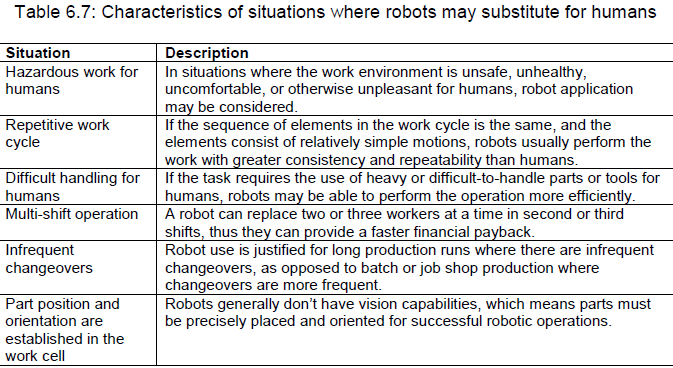 Table 6.7: Characteristics of situations where robots may substitute for humans
Situation
Description
Hazardous work for
humans
In situations where the work environment is unsafe, unhealthy,
uncomfortable, or otherwise unpleasant for humans, robot application
may be considered.
Repetitive work
cycle
If the sequence of elements in the work cycle is the same, and the
elements consist of relatively simple motions, robots usually perform the
work with greater consistency and repeatability than humans.
Difficult handling for
humans
If the task requires the use of heavy or difficult-to-handle parts or tools for
humans, robots may be able to perform the operation more efficiently.
Multi-shift operation
A robot can replace two or three workers at a time in second or third
shifts, thus they can provide a faster financial payback.
Infrequent
changeovers
Robot use is justified for long production runs where there are infrequent
changeovers, as opposed to batch or job shop production where
changeovers are more frequent.
Part position and
orientation are
established in the
work cell
Robots generally don’t have vision capabilities, which means parts must
be precisely placed and oriented for successful robotic operations.